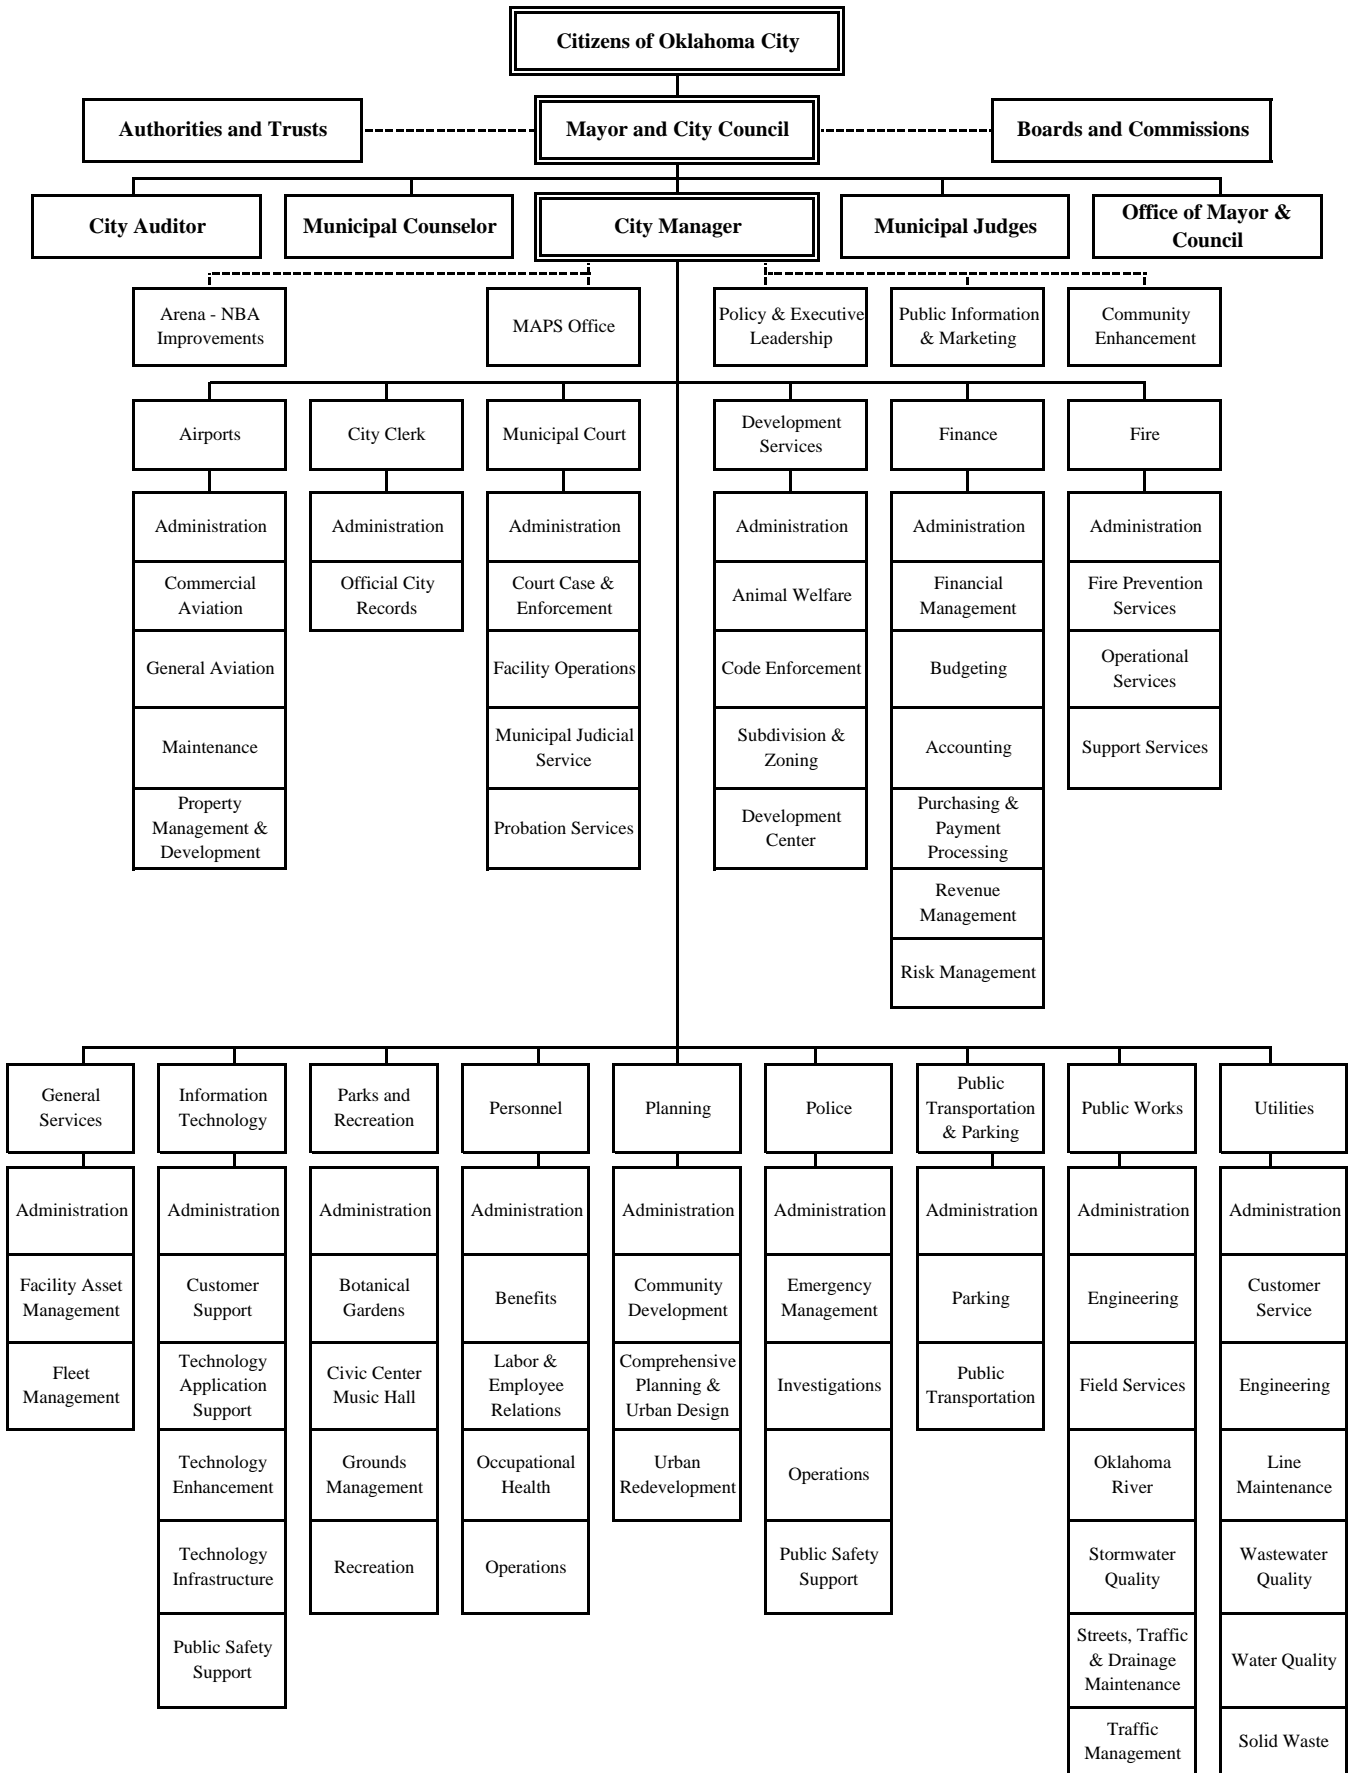 Citizens of Oklahoma City
Authorities and Trusts
Mayor and City Council
Boards and Commissions
City Auditor
Municipal Counselor
City Manager
Municipal Judges
Office of Mayor &
Council
Arena - NBA
Improvements
MAPS Office
Policy & Executive
Leadership
Public Information
& Marketing
Community
Enhancement
Airports
Administration
Commercial
Aviation
General Aviation
Maintenance
Property
Management &
Development
City Clerk
Administration
Official City
Records
Municipal Court
Administration
Court Case &
Enforcement
Facility Operations
Municipal Judicial
Service
Probation Services
Development
Services
Administration
Animal Welfare
Code Enforcement
Subdivision &
Zoning
Development
Center
Finance
Administration
Financial
Management
Budgeting
Accounting
Purchasing &
Payment
Processing
Revenue
Management
Risk Management
Fire
Administration
Fire Prevention
Services
Operational
Services
Support Services
General
Services
Administration
Facility Asset
Management
Fleet
Management
Information
Technology
Administration
Customer
Support
Technology
Application
Support
Technology
Enhancement
Technology
Infrastructure
Public Safety
Support
Parks and
Recreation
Administration
Botanical
Gardens
Civic Center
Music Hall
Grounds
Management
Recreation
Personnel
Administration
Benefits
Labor &
Employee
Relations
Occupational
Health
Operations
Planning
Administration
Community
Development
Comprehensive
Planning &
Urban Design
Urban
Redevelopment
Police
Administration
Emergency
Management
Investigations
Operations
Public Safety
Support
Public
Transportation
& Parking
Administration
Parking
Public
Transportation
Public Works
Administration
Engineering
Field Services
Oklahoma
River
Stormwater
Quality
Streets, Traffic
& Drainage
Maintenance
Traffic
Management
Utilities
Administration
Customer
Service
Engineering
Line
Maintenance
Wastewater
Quality
Water Quality
Solid Waste